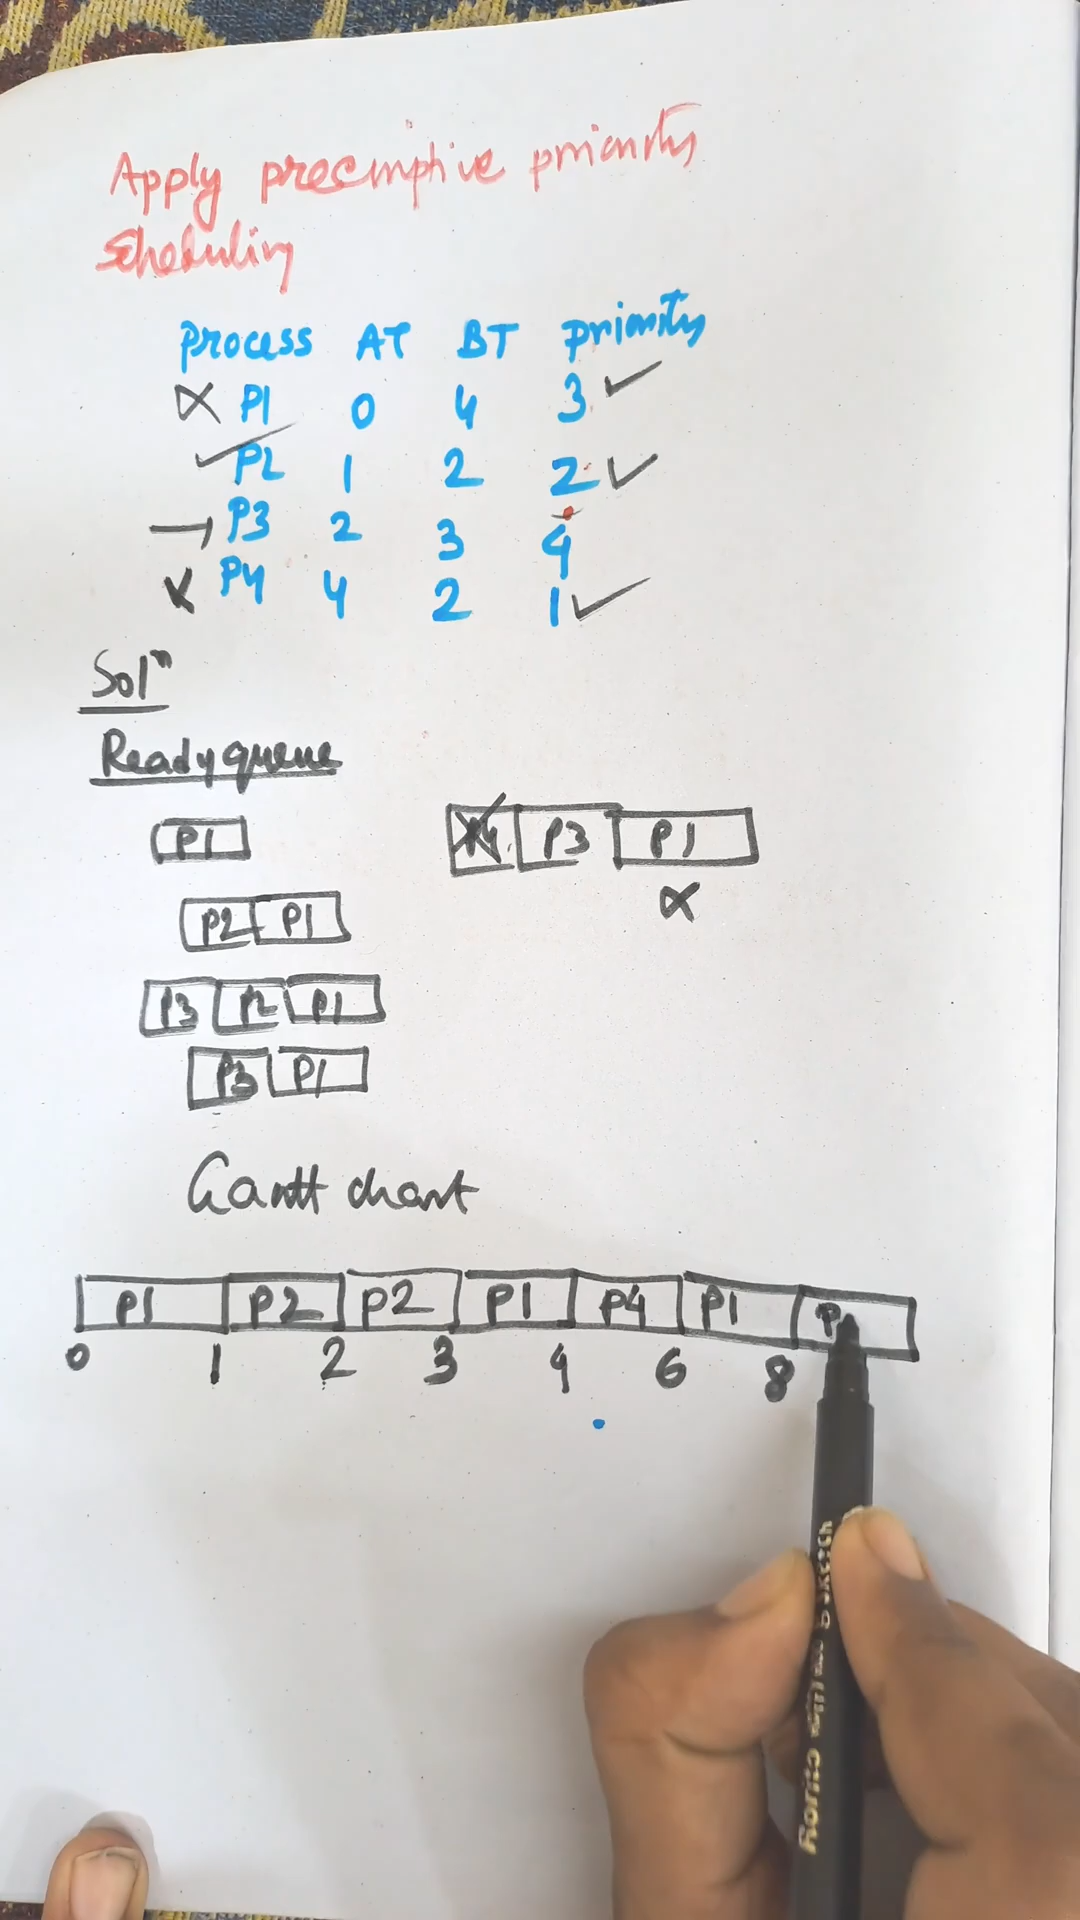 Apply preemptive priority
scheduling
process AT BT priority
P1 0 4 3
P2 1 2 2
P3 2 3 4
P4 4 2 1
Solⁿ
Ready queue
P1
P3 P1
P2 P1
P3 P2 P1
P3 P1
Gantt chart
P1 P2 P2 P1 P4 P1
0 1 2 3 4 6 8